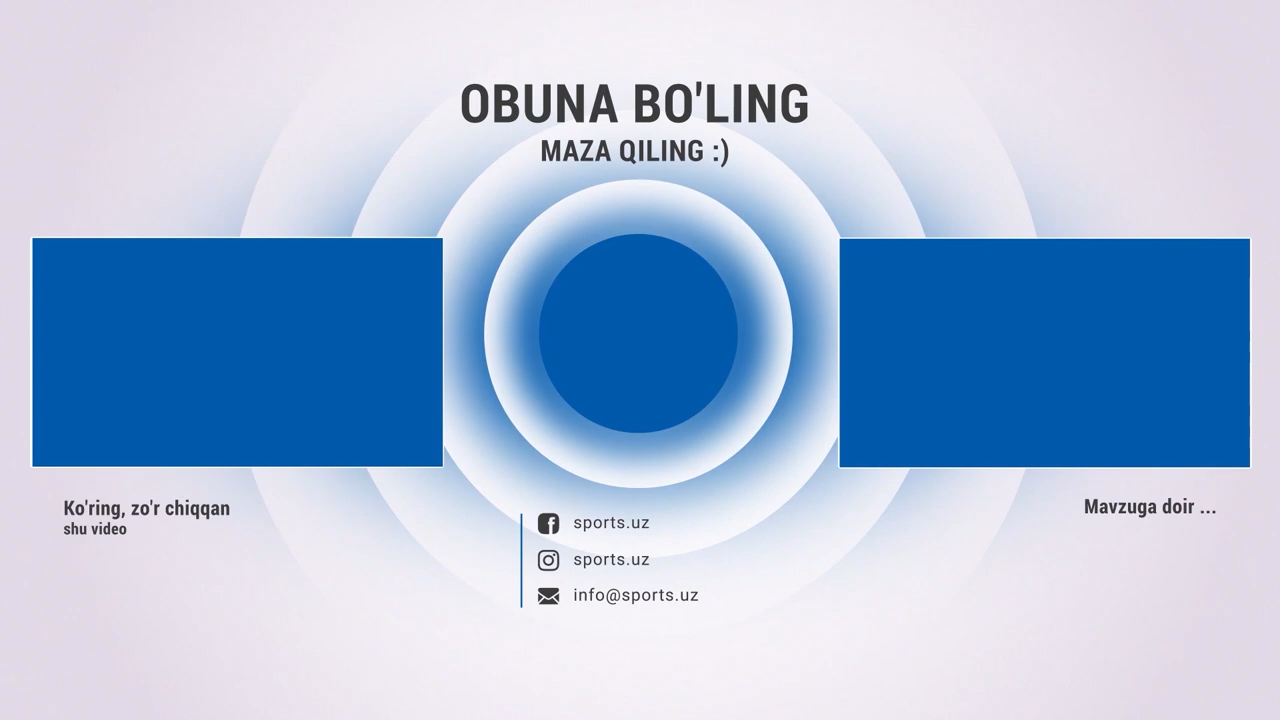 OBUNA BO'LING
MAZA QILING :)
Ko'ring, zo'r chiqqan
shu video
Mavzuga doir ...
sports.uz
sports.uz
info@sports.uz